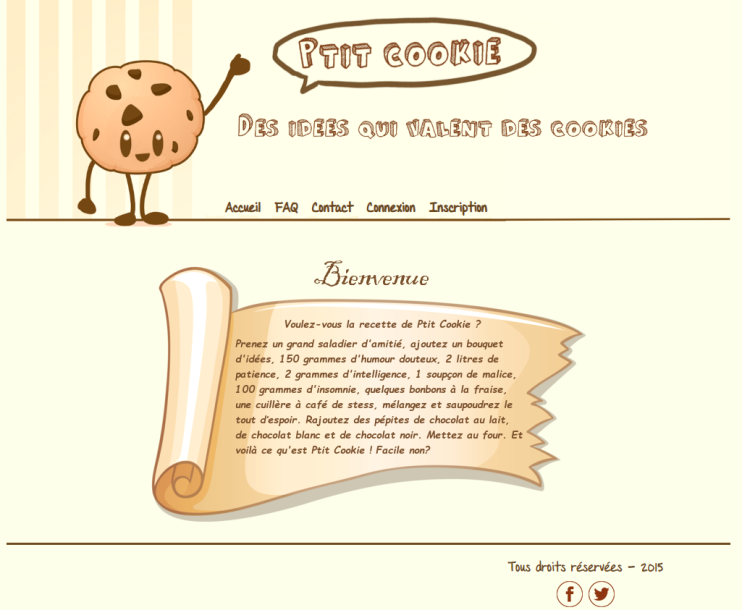 PTIT COOKIE
DES IDEES QUI VALENT DES COOKIES
Accueil FAQ Contact Connexion Inscription
Bienvenue
Voulez-vous la recette de Ptit Cookie ?
Prenez un grand saladier d'amitié, ajoutez un bouquet
d'idées, 150 grammes d'humour douteux, 2 litres de
patience, 2 grammes d'intelligence, 1 soupçon de malice,
100 grammes d'insomnie, quelques bonbons à la fraise,
une cuillère à café de stess, mélangez et saupoudrez le
tout d'espoir. Rajoutez des pépites de chocolat au lait,
de chocolat blanc et de chocolat noir. Mettez au four. Et
voilà ce qu'est Ptit Cookie ! Facile non?
Tous droits réservées - 2015